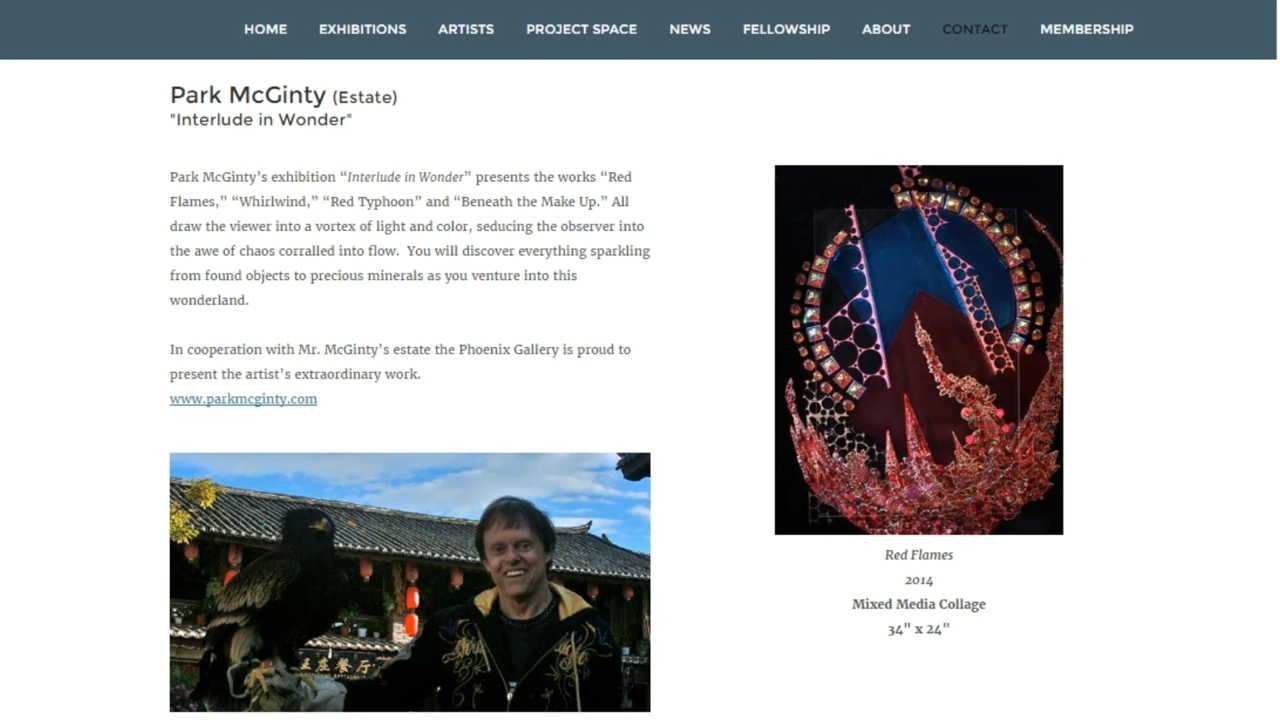 HOME EXHIBITIONS ARTISTS PROJECT SPACE NEWS FELLOWSHIP ABOUT CONTACT MEMBERSHIP
Park McGinty (Estate)
"Interlude in Wonder"
Park McGinty’s exhibition “Interlude in Wonder” presents the works “Red
Flames,” “Whirlwind,” “Red Typhoon” and “Beneath the Make Up.” All
draw the viewer into a vortex of light and color, seducing the observer into
the awe of chaos corralled into flow. You will discover everything sparkling
from found objects to precious minerals as you venture into this
wonderland.
In cooperation with Mr. McGinty’s estate the Phoenix Gallery is proud to
present the artist’s extraordinary work.
www.parkmcginty.com
王座餐厅
Red Flames
2014
Mixed Media Collage
34" x 24"